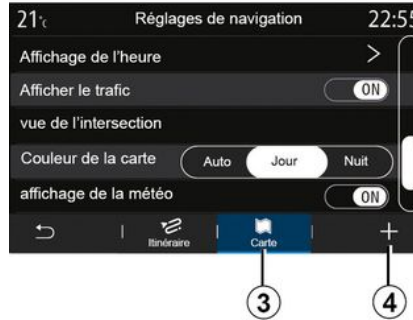 21°c Réglages de navigation 22:55
Affichage de l'heure
Afficher le trafic ON
vue de l'intersection
Couleur de la carte Auto Jour Nuit
affichage de la météo ON
Itinéraire Carte
3 4